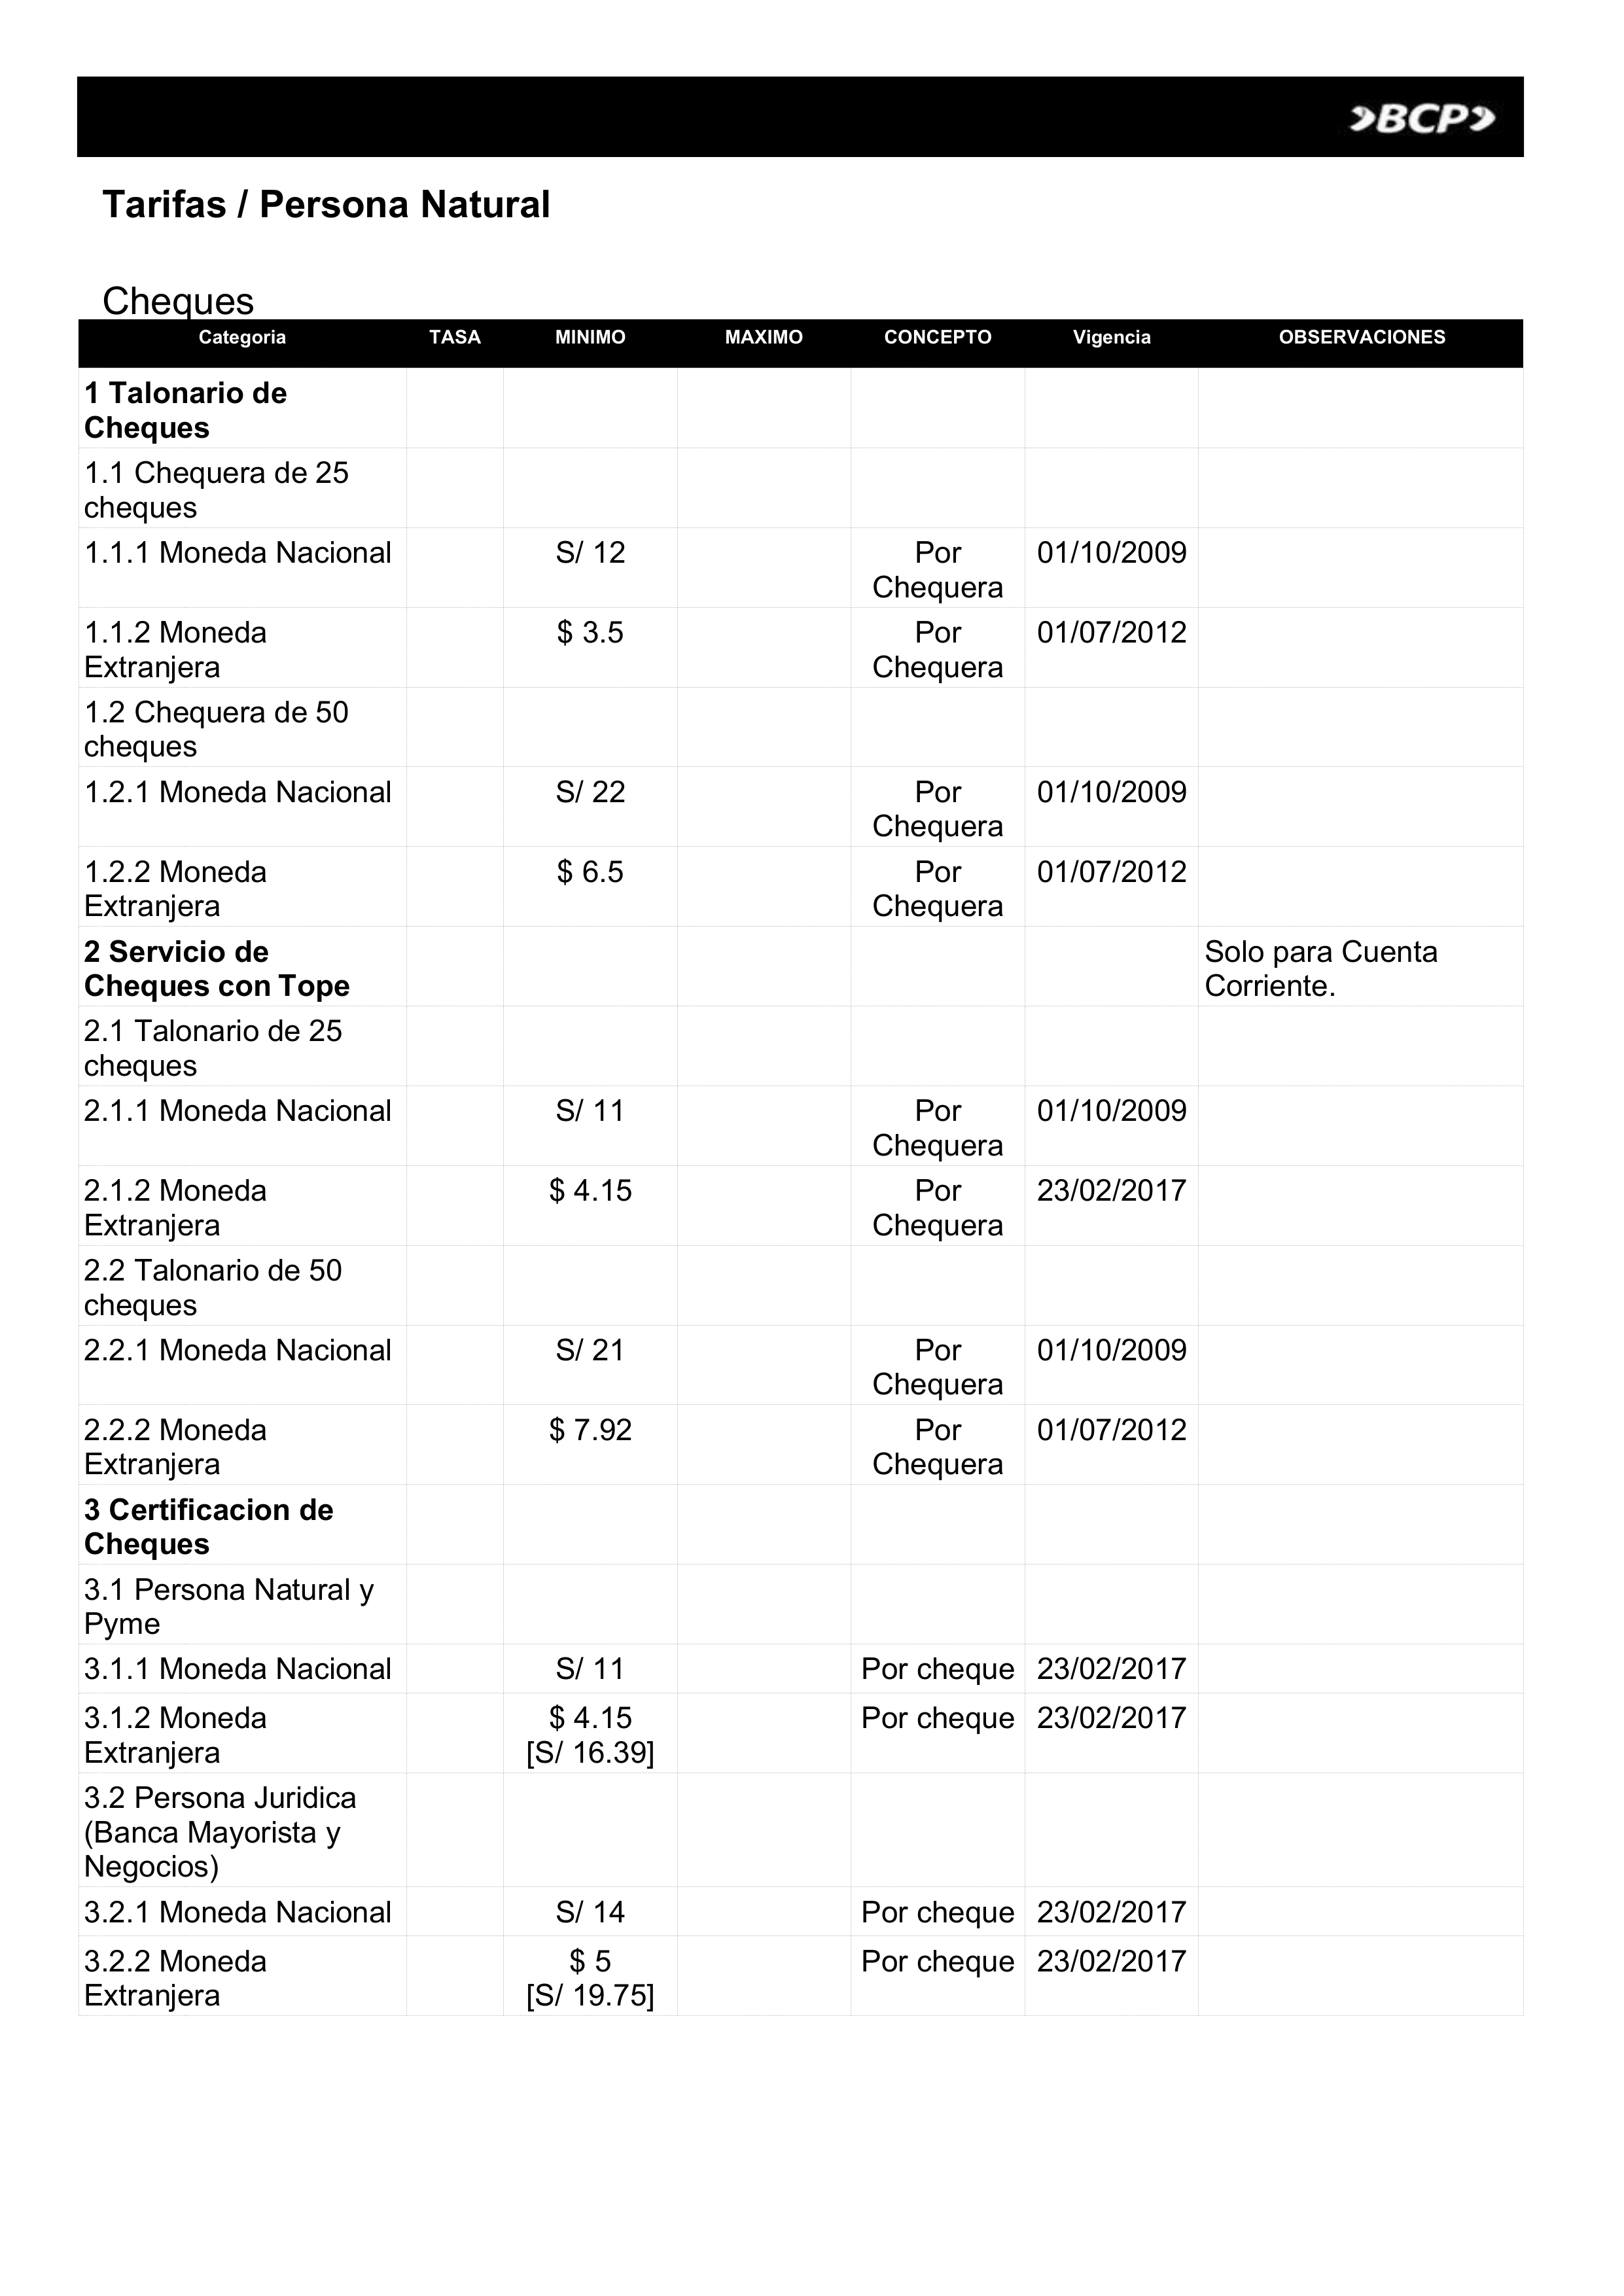 BCP
Tarifas / Persona Natural
Cheques
Categoria TASA MINIMO MAXIMO CONCEPTO Vigencia OBSERVACIONES
1 Talonario de
Cheques
1.1 Chequera de 25
cheques
1.1.1 Moneda Nacional S/ 12 Por 01/10/2009
Chequera
1.1.2 Moneda $ 3.5 Por 01/07/2012
Extranjera Chequera
1.2 Chequera de 50
cheques
1.2.1 Moneda Nacional S/ 22 Por 01/10/2009
Chequera
1.2.2 Moneda $ 6.5 Por 01/07/2012
Extranjera Chequera
2 Servicio de Solo para Cuenta
Cheques con Tope Corriente.
2.1 Talonario de 25
cheques
2.1.1 Moneda Nacional S/ 11 Por 01/10/2009
Chequera
2.1.2 Moneda $ 4.15 Por 23/02/2017
Extranjera Chequera
2.2 Talonario de 50
cheques
2.2.1 Moneda Nacional S/ 21 Por 01/10/2009
Chequera
2.2.2 Moneda $ 7.92 Por 01/07/2012
Extranjera Chequera
3 Certificacion de
Cheques
3.1 Persona Natural y
Pyme
3.1.1 Moneda Nacional S/ 11 Por cheque 23/02/2017
3.1.2 Moneda $ 4.15 Por cheque 23/02/2017
Extranjera [S/ 16.39]
3.2 Persona Juridica
(Banca Mayorista y
Negocios)
3.2.1 Moneda Nacional S/ 14 Por cheque 23/02/2017
3.2.2 Moneda $ 5 Por cheque 23/02/2017
Extranjera [S/ 19.75]